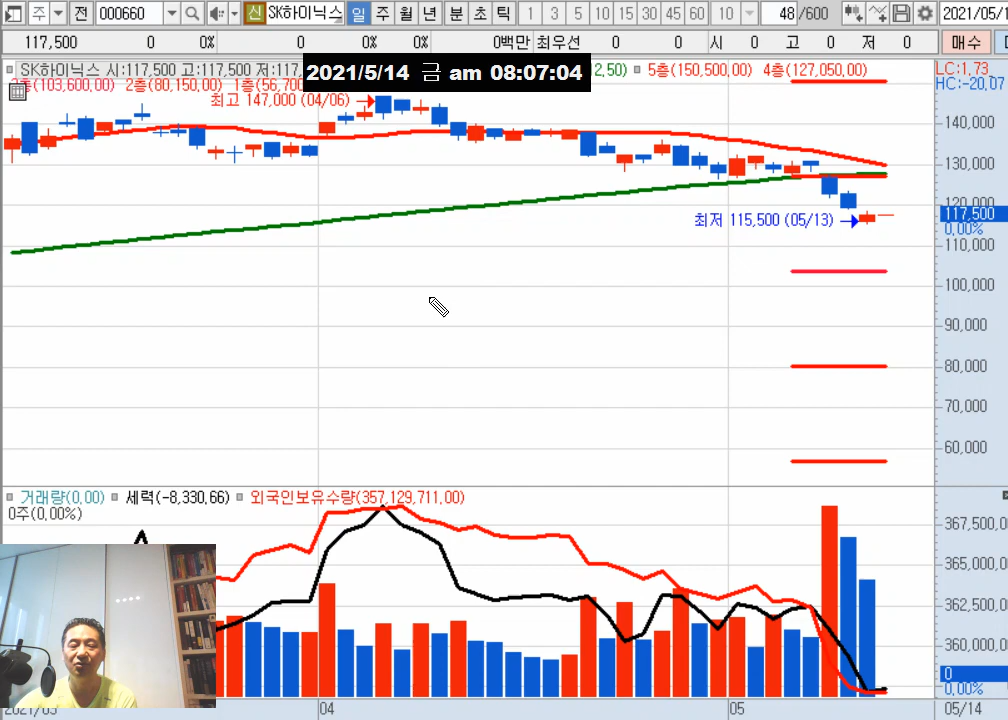 주 전 000660 신 SK하이닉스 일 주 월 년 분 초 틱 1 3 5 10 15 30 45 60 10 48 /600 2021/05/1
117,500 0 0% 0 0% 0% 0백만 최우선 0 0 시 0 고 0 저 0 매수
2021/5/14 금 am 08:07:04
SK하이닉스 시:117,500 고:117,500 저:117, 2,50) 5층(150,500,00) 4층(127,050,00) LC:1,73
층(103,600,00) 2층(80,150,00) 1층(56,700 HC:-20,07
최고 147,000 (04/06)
140,000
130,000
120,000
117,500
최저 115,500 (05/13)
0,00%
110,000
100,000
90,000
80,000
70,000
60,000
거래량(0,00) 세력(-8,330,66) 외국인보유수량(357,129,711,00)
0주(0,00%)
367,500,0
365,000,0
362,500,0
360,000,0
0
0,00%
2021/03 04 05 05/14